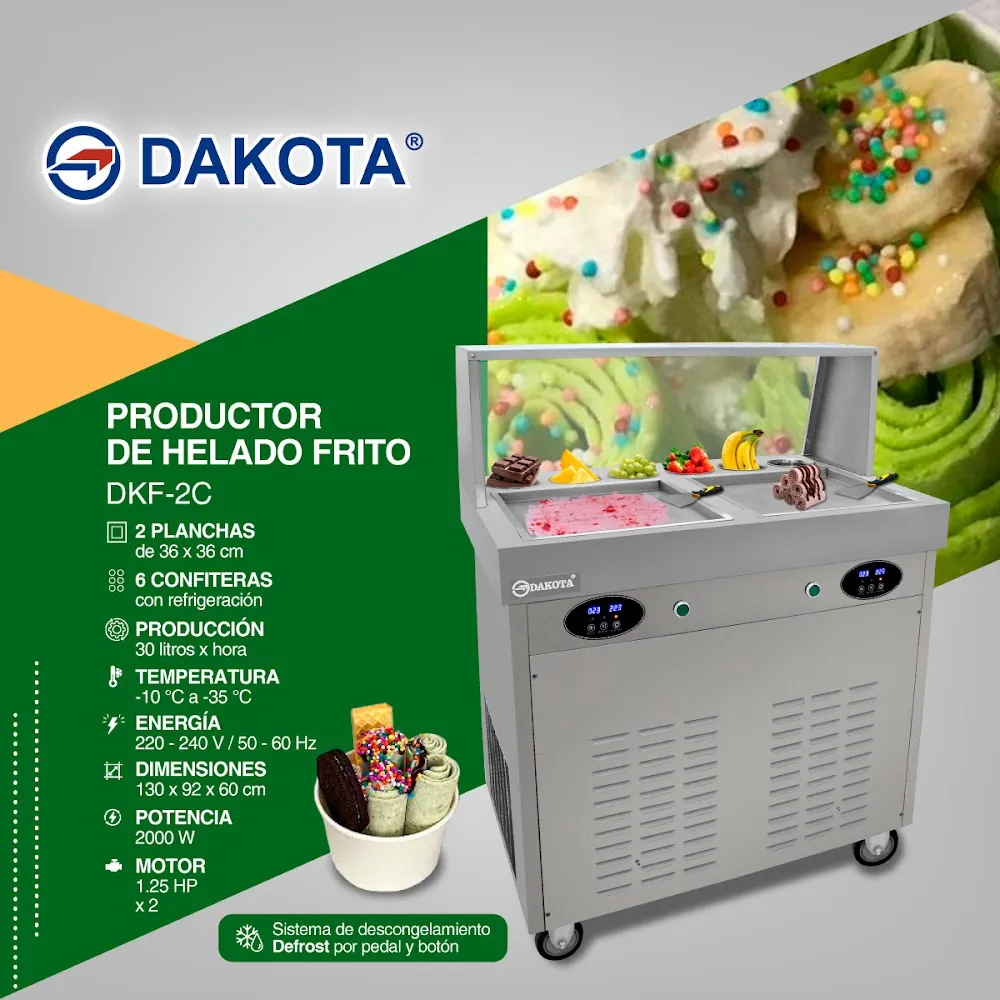 DAKOTA®
PRODUCTOR
DE HELADO FRITO
DKF-2C
2 PLANCHAS
de 36 x 36 cm
6 CONFITERAS
con refrigeración
PRODUCCIÓN
30 litros x hora
TEMPERATURA
-10 °C a -35 °C
ENERGÍA
220 - 240 V / 50 - 60 Hz
DIMENSIONES
130 x 92 x 60 cm
POTENCIA
2000 W
MOTOR
1.25 HP
x 2
Sistema de descongelamiento
Defrost por pedal y botón
DAKOTA®